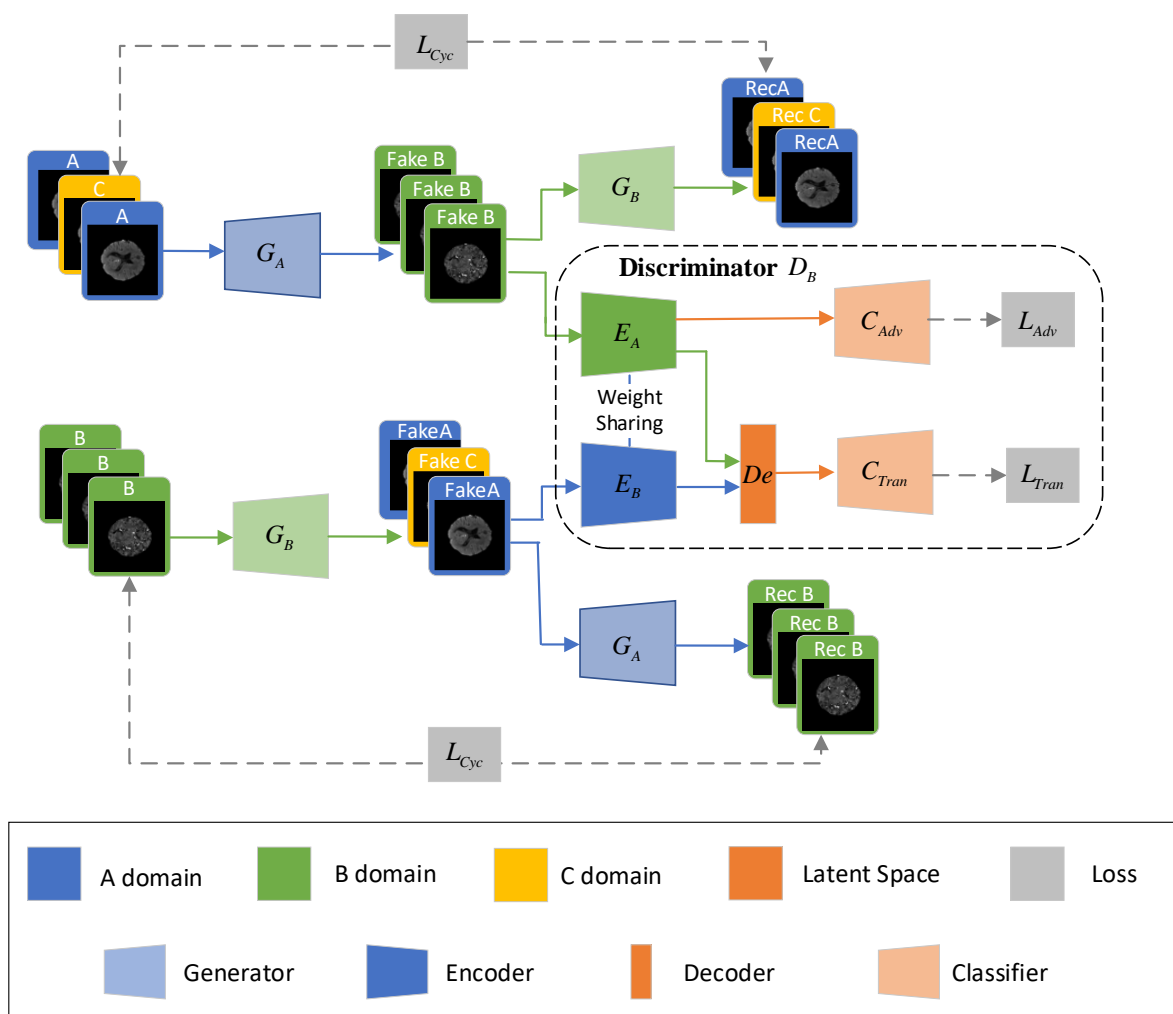 L_Cyc
RecA
Rec C
RecA
A
C
A
Fake B
Fake B
Fake B
G_A
G_B
Discriminator D_B
E_A
C_Adv
L_Adv
Weight
Sharing
B
B
B
FakeA
Fake C
FakeA
G_B
E_B
De
C_Tran
L_Tran
G_A
Rec B
Rec B
Rec B
L_Cyc
A domain
B domain
C domain
Latent Space
Loss
Generator
Encoder
Decoder
Classifier